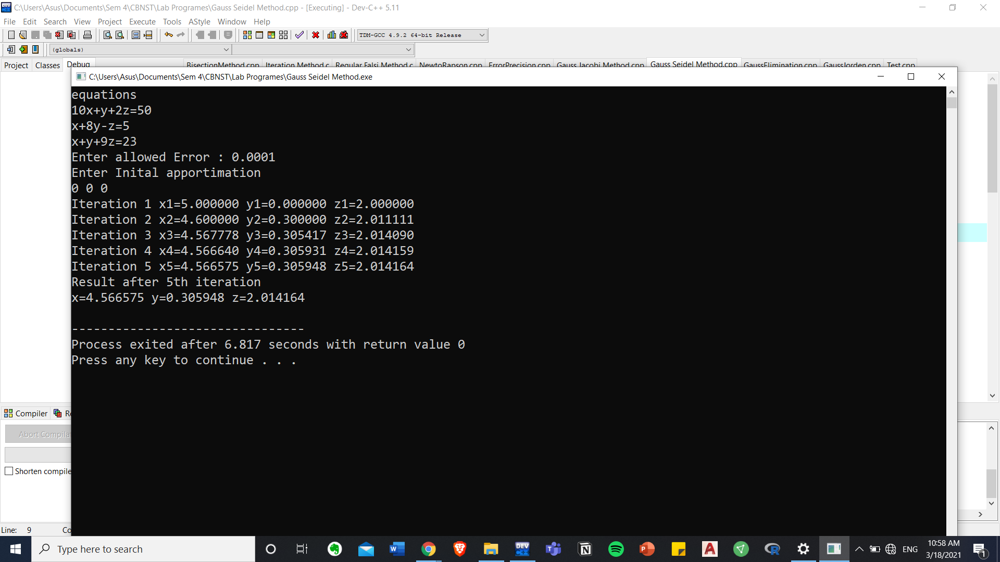 C:\Users\Asus\Documents\Sem 4\CBNST\Lab Programes\Gauss Seidel Method.cpp - [Executing] - Dev-C++ 5.11
File Edit Search View Project Execute Tools AStyle Window Help
TDM-GCC 4.9.2 64-bit Release
(globals)
Project Classes Debug BisectionMethod.cpp Iteration Method.c Regular Falsi Method.c NewtoRapson.cpp ErrorPrecision.cpp Gauss Jacobi Method.cpp Gauss Seidel Method.cpp GaussElimination.cpp GaussJorden.cpp Test.cpp
C:\Users\Asus\Documents\Sem 4\CBNST\Lab Programes\Gauss Seidel Method.exe
equations
10x+y+2z=50
x+8y-z=5
x+y+9z=23
Enter allowed Error : 0.0001
Enter Inital apportimation
0 0 0
Iteration 1 x1=5.000000 y1=0.000000 z1=2.000000
Iteration 2 x2=4.600000 y2=0.300000 z2=2.011111
Iteration 3 x3=4.567778 y3=0.305417 z3=2.014090
Iteration 4 x4=4.566640 y4=0.305931 z4=2.014159
Iteration 5 x5=4.566575 y5=0.305948 z5=2.014164
Result after 5th iteration
x=4.566575 y=0.305948 z=2.014164
--------------------------------
Process exited after 6.817 seconds with return value 0
Press any key to continue . . .
Compiler Re
Abort Compila
Shorten compile
Line: 9 Co
Type here to search
ENG
10:58 AM
3/18/2021
1